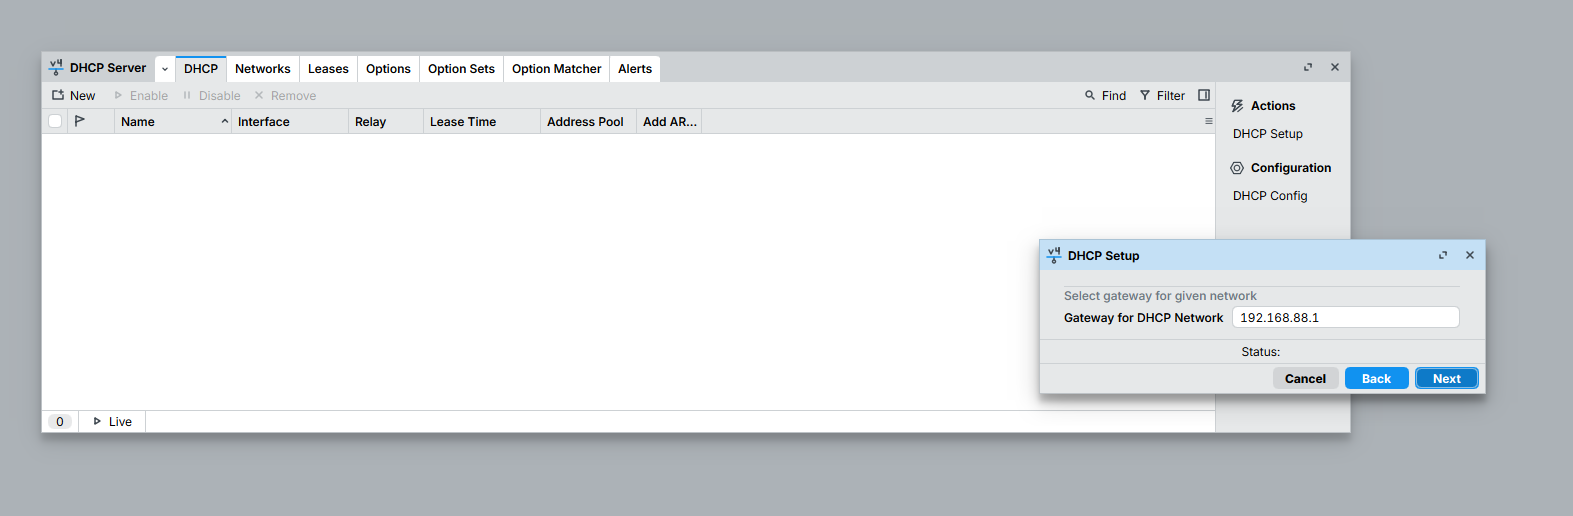 DHCP Server DHCP Networks Leases Options Option Sets Option Matcher Alerts
New Enable Disable Remove Find Filter
Name Interface Relay Lease Time Address Pool Add AR...
Actions
DHCP Setup
Configuration
DHCP Config
DHCP Setup
Select gateway for given network
Gateway for DHCP Network 192.168.88.1
Status:
Cancel Back Next
0 Live